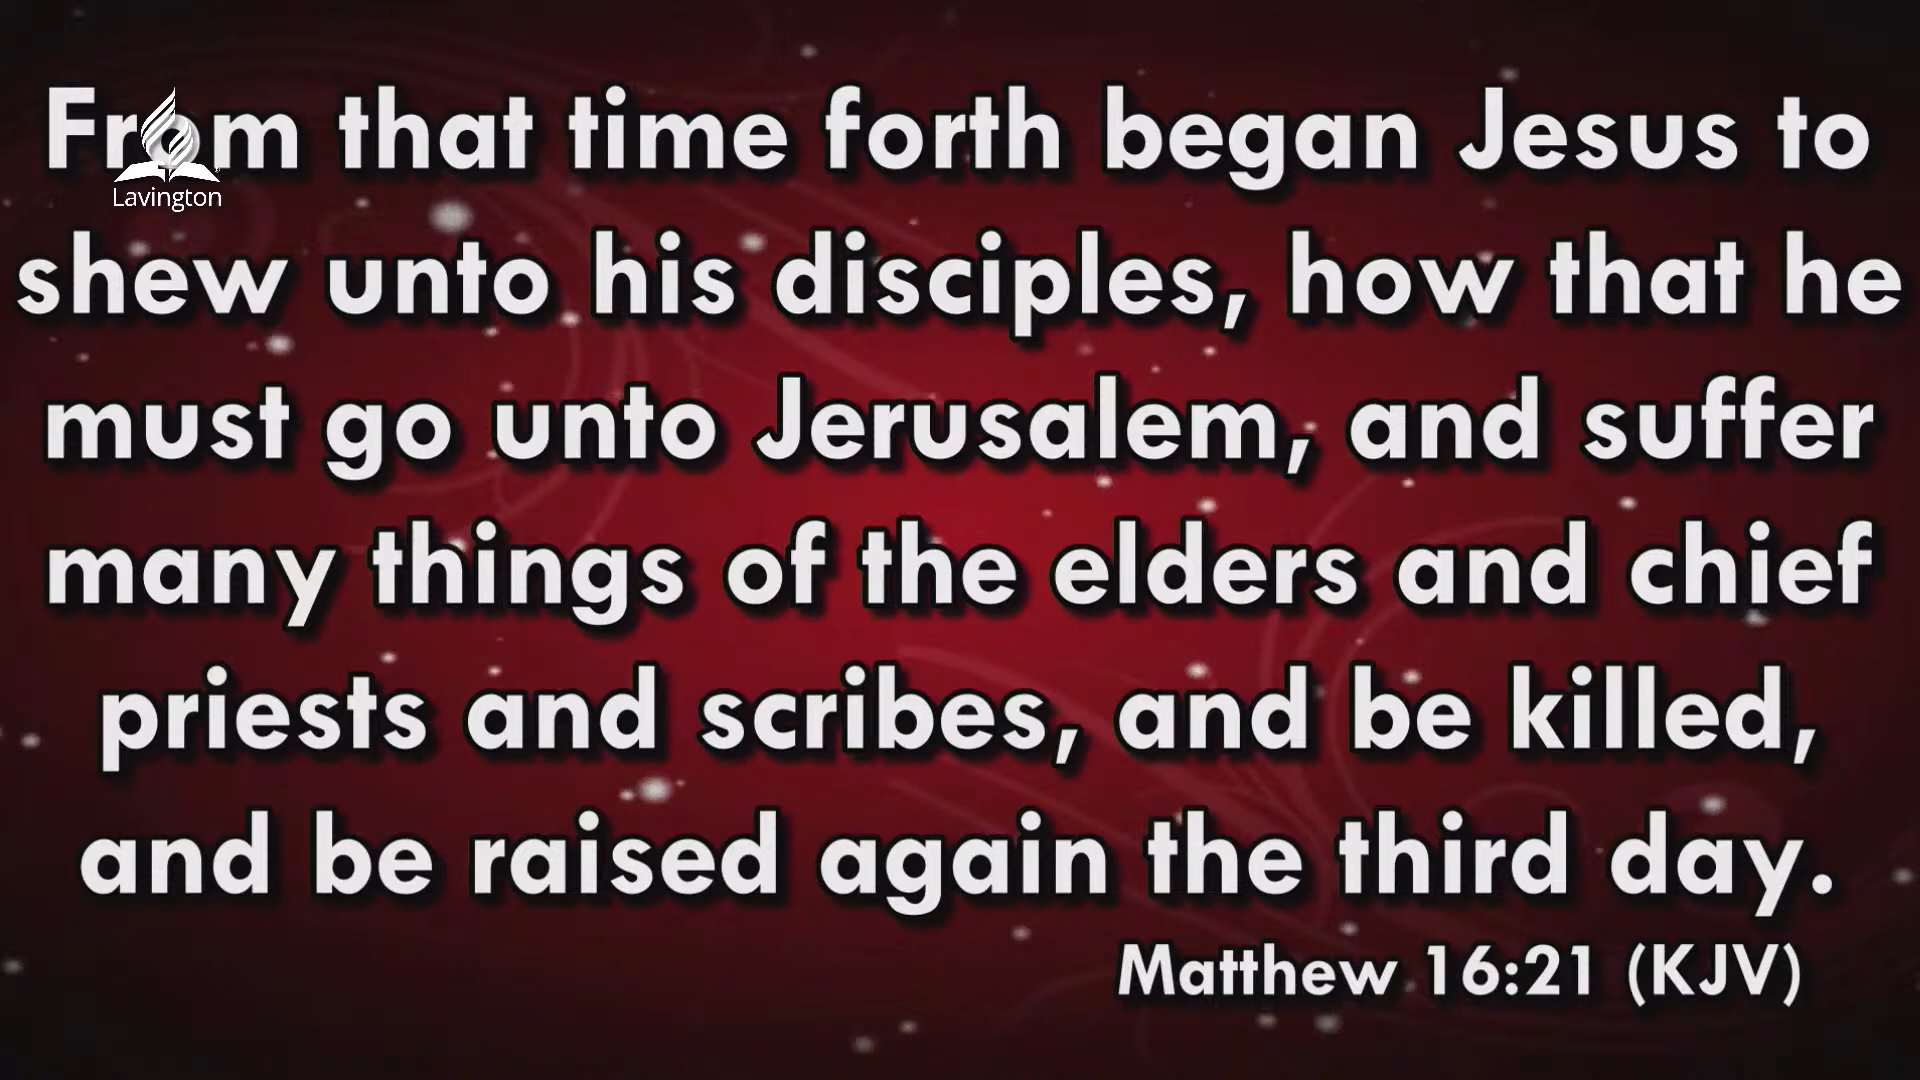 From that time forth began Jesus to
Lavington
shew unto his disciples, how that he
must go unto Jerusalem, and suffer
many things of the elders and chief
priests and scribes, and be killed,
and be raised again the third day.
Matthew 16:21 (KJV)